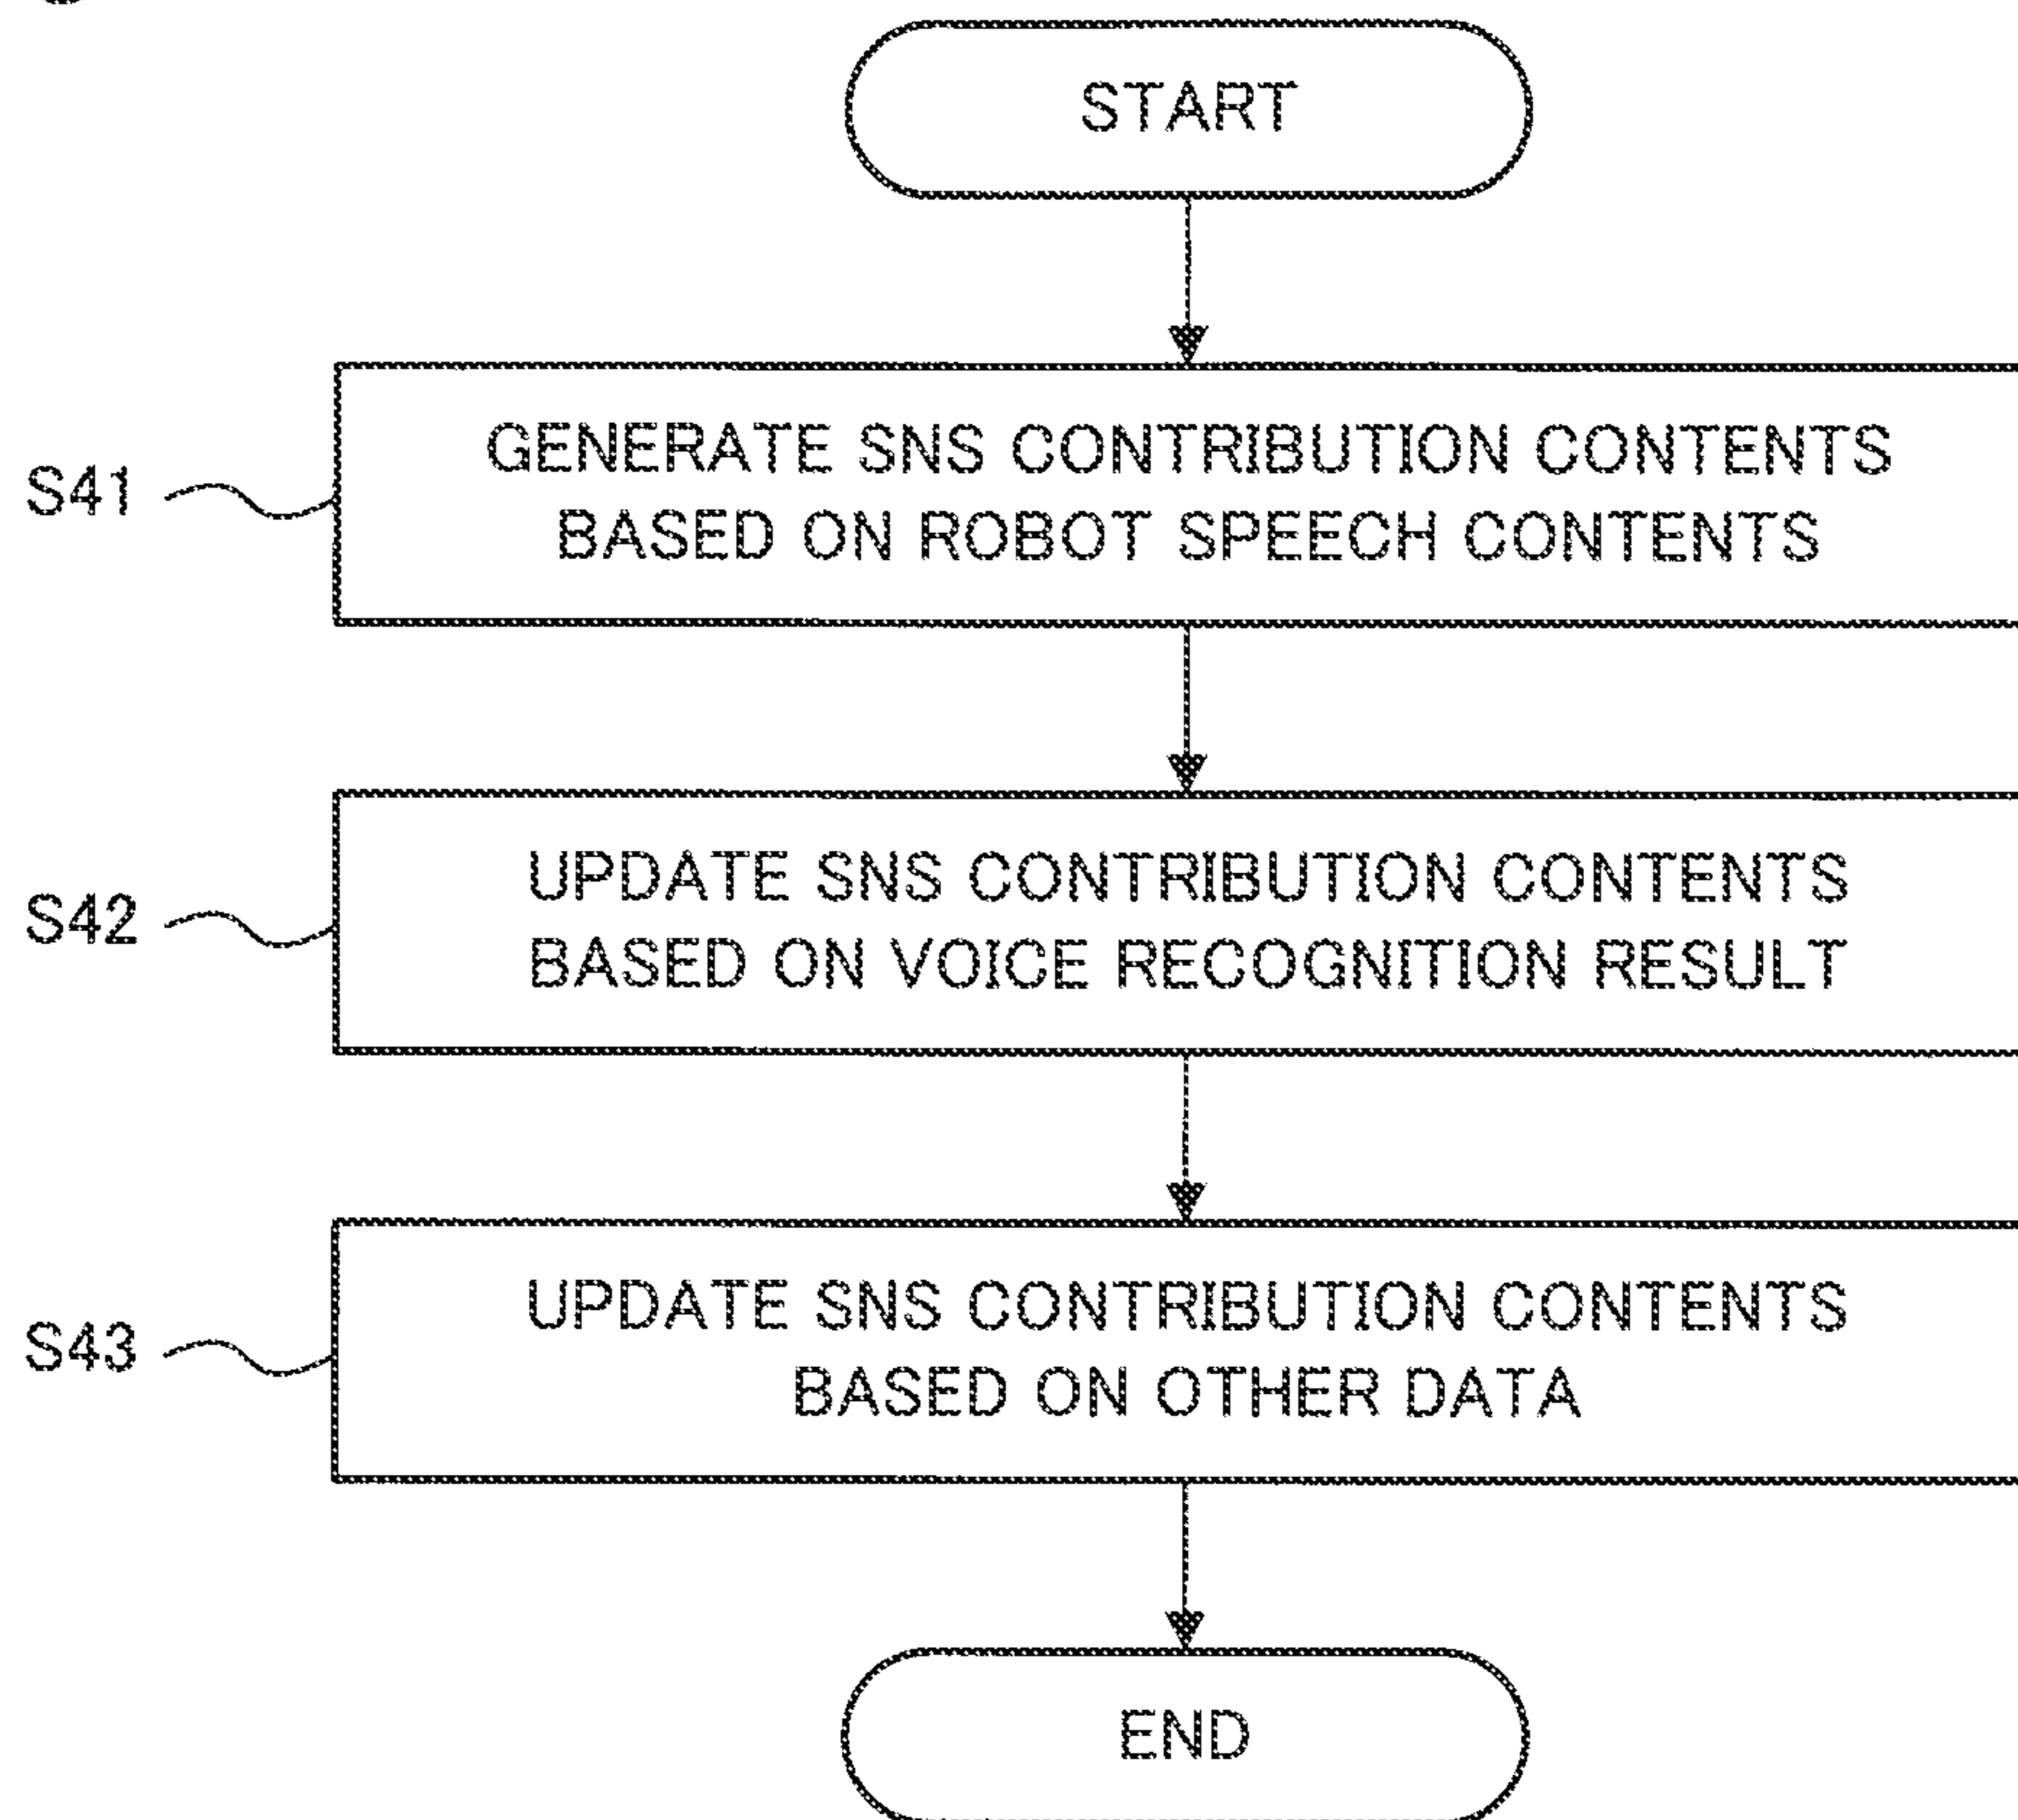 START
S41
GENERATE SNS CONTRIBUTION CONTENTS
BASED ON ROBOT SPEECH CONTENTS
S42
UPDATE SNS CONTRIBUTION CONTENTS
BASED ON VOICE RECOGNITION RESULT
S43
UPDATE SNS CONTRIBUTION CONTENTS
BASED ON OTHER DATA
END